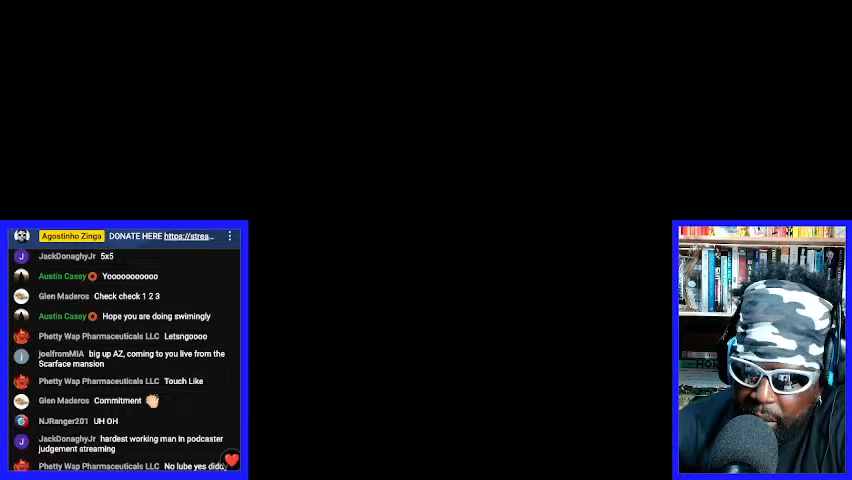 Agostinho Zinga DONATE HERE https://strea...
JackDonaghyJr 5x5
Austin Casey Yooooooooooo
Glen Maderos Check check 1 2 3
Austin Casey Hope you are doing swimingly
Phetty Wap Pharmaceuticals LLC Letsngoooo
joelfromMIA big up AZ, coming to you live from the
Scarface mansion
Phetty Wap Pharmaceuticals LLC Touch Like
Glen Maderos Commitment 👏🏻
NJRanger201 UH OH
JackDonaghyJr hardest working man in podcaster
judgement streaming
Phetty Wap Pharmaceuticals LLC No lube yes diddy